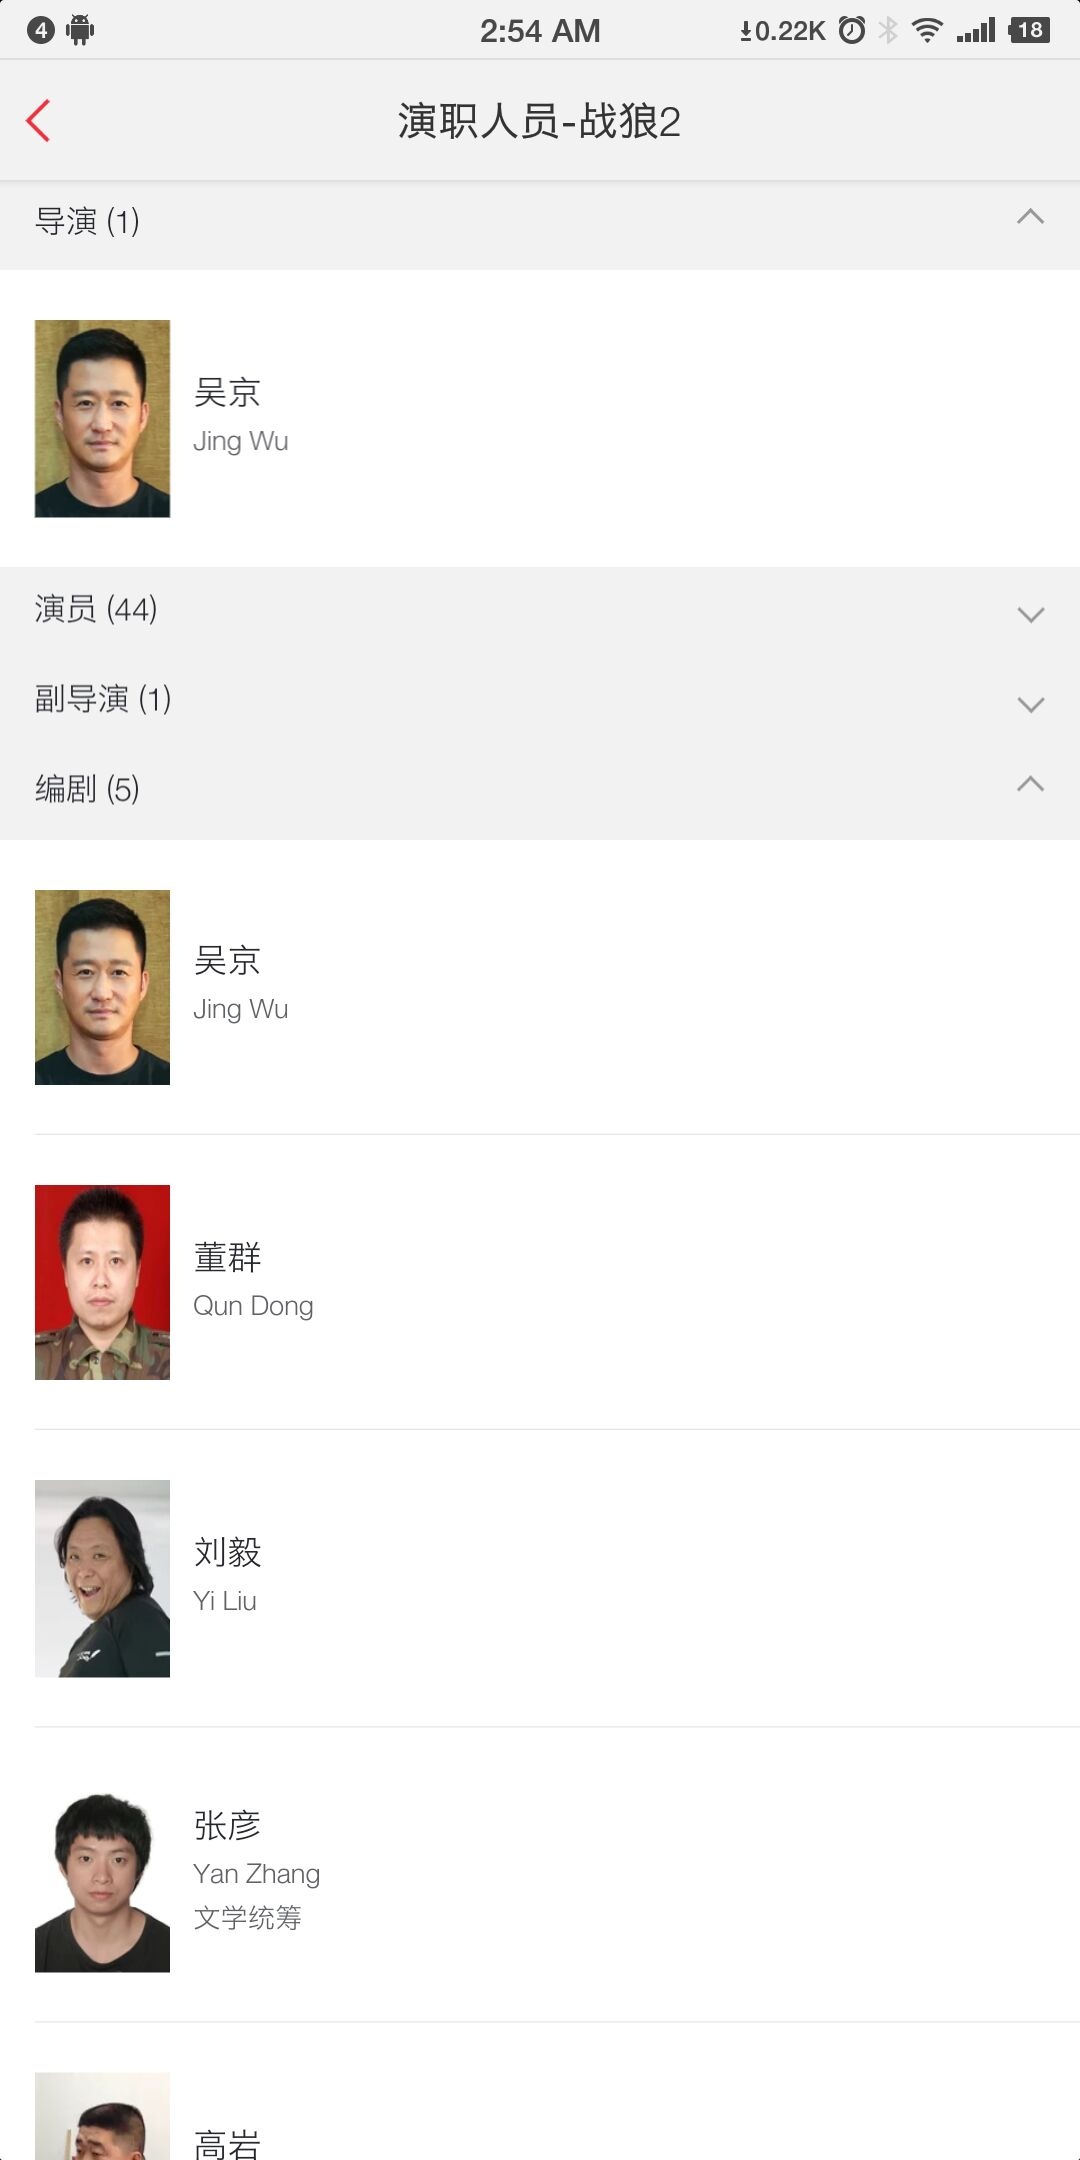 4
2:54 AM
0.22K
18
演职人员-战狼2
导演 (1)
吴京
Jing Wu
演员 (44)
副导演 (1)
编剧 (5)
吴京
Jing Wu
董群
Qun Dong
刘毅
Yi Liu
张彦
Yan Zhang
文学统筹
高岩